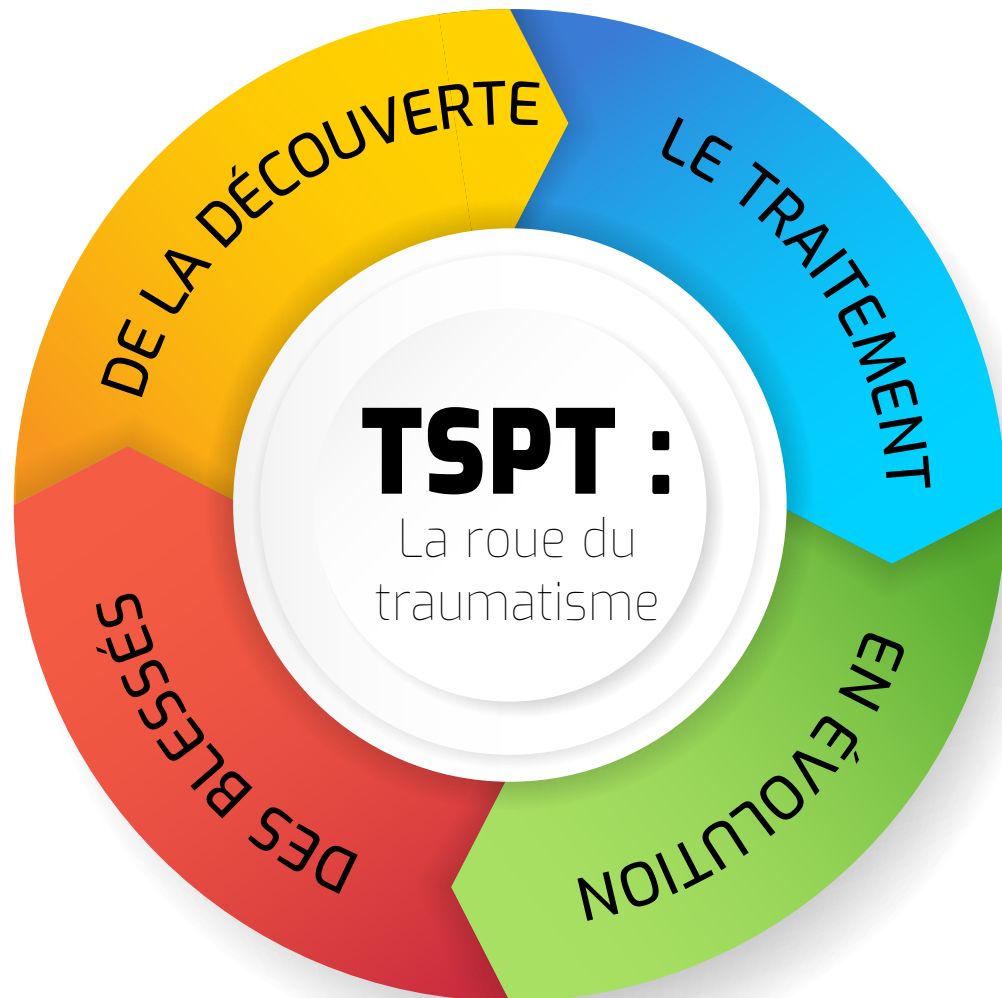 DE LA DÉCOUVERTE
LE TRAITEMENT
EN ÉVOLUTION
DES BLESSÉS
TSPT :
La roue du
traumatisme